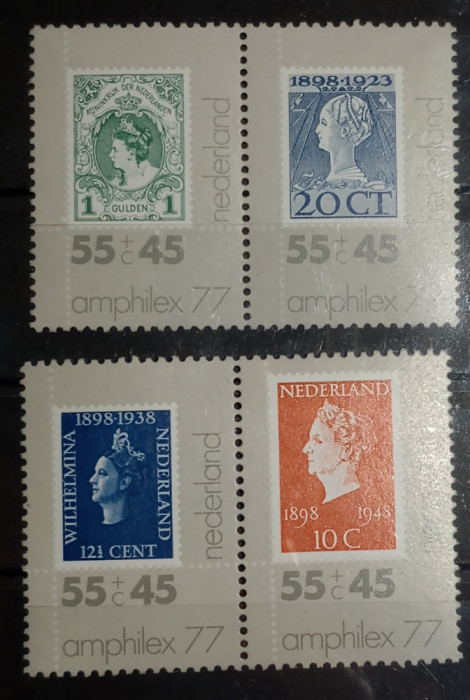 KONINKRIJK DER NEDERLANDEN
1 GULDEN 1
nederland
55 + c 45
amphilex 77
1898-1923
20 CT
nederland
55 + c 45
amphilex 77
1898-1938
WILHELMINA
NEDERLAND
12½ CENT
nederland
55 + c 45
amphilex 77
NEDERLAND
1898 1948
10 C
55 + c 45
amphilex 77